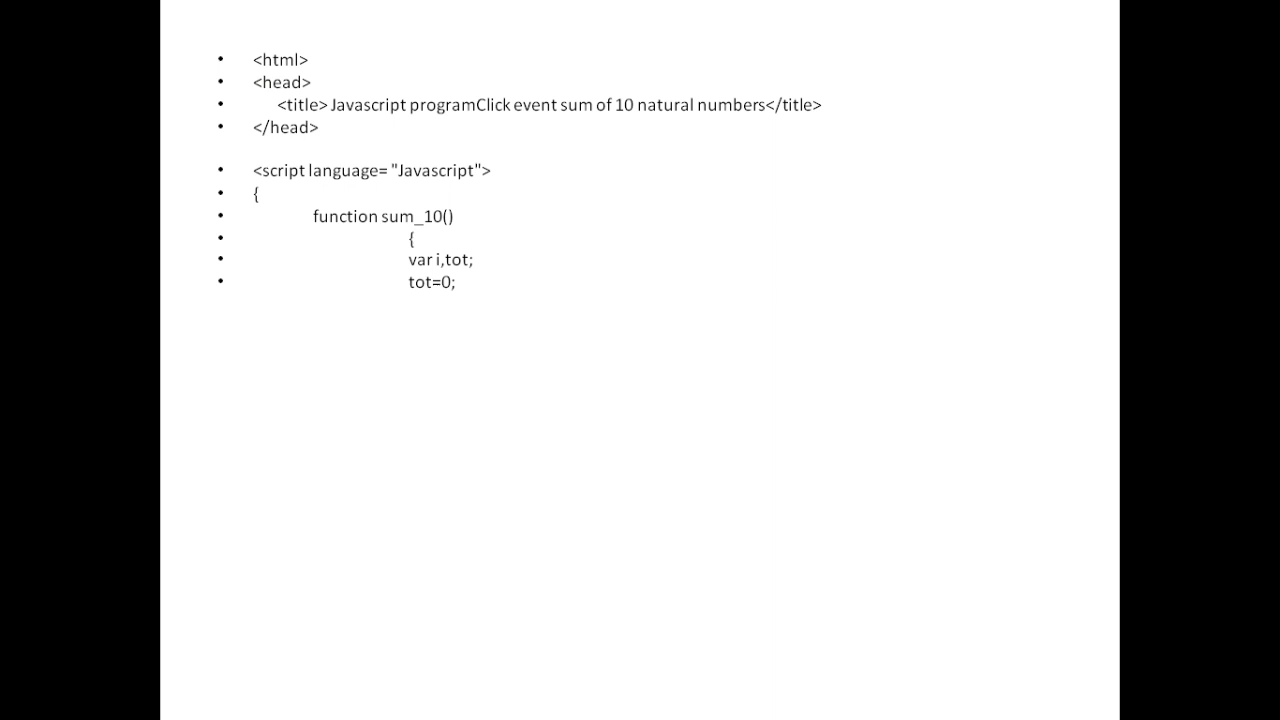 • <html>
• <head>
• <title> Javascript programClick event sum of 10 natural numbers</title>
• </head>
• <script language= "Javascript">
• {
• function sum_10()
• {
• var i,tot;
• tot=0;